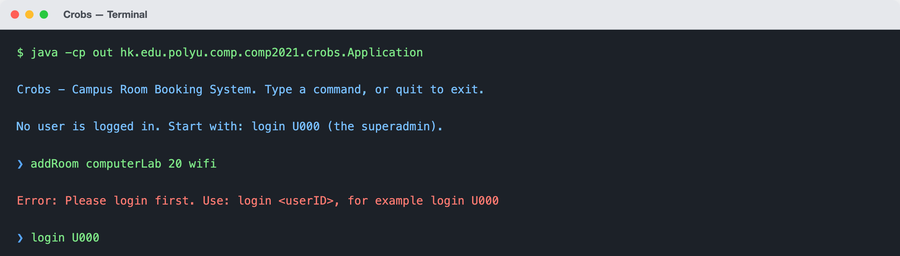 Crobs — Terminal
$ java -cp out hk.edu.polyu.comp.comp2021.crobs.Application
Crobs - Campus Room Booking System. Type a command, or quit to exit.
No user is logged in. Start with: login U000 (the superadmin).
❯ addRoom computerLab 20 wifi
Error: Please login first. Use: login <userID>, for example login U000
❯ login U000